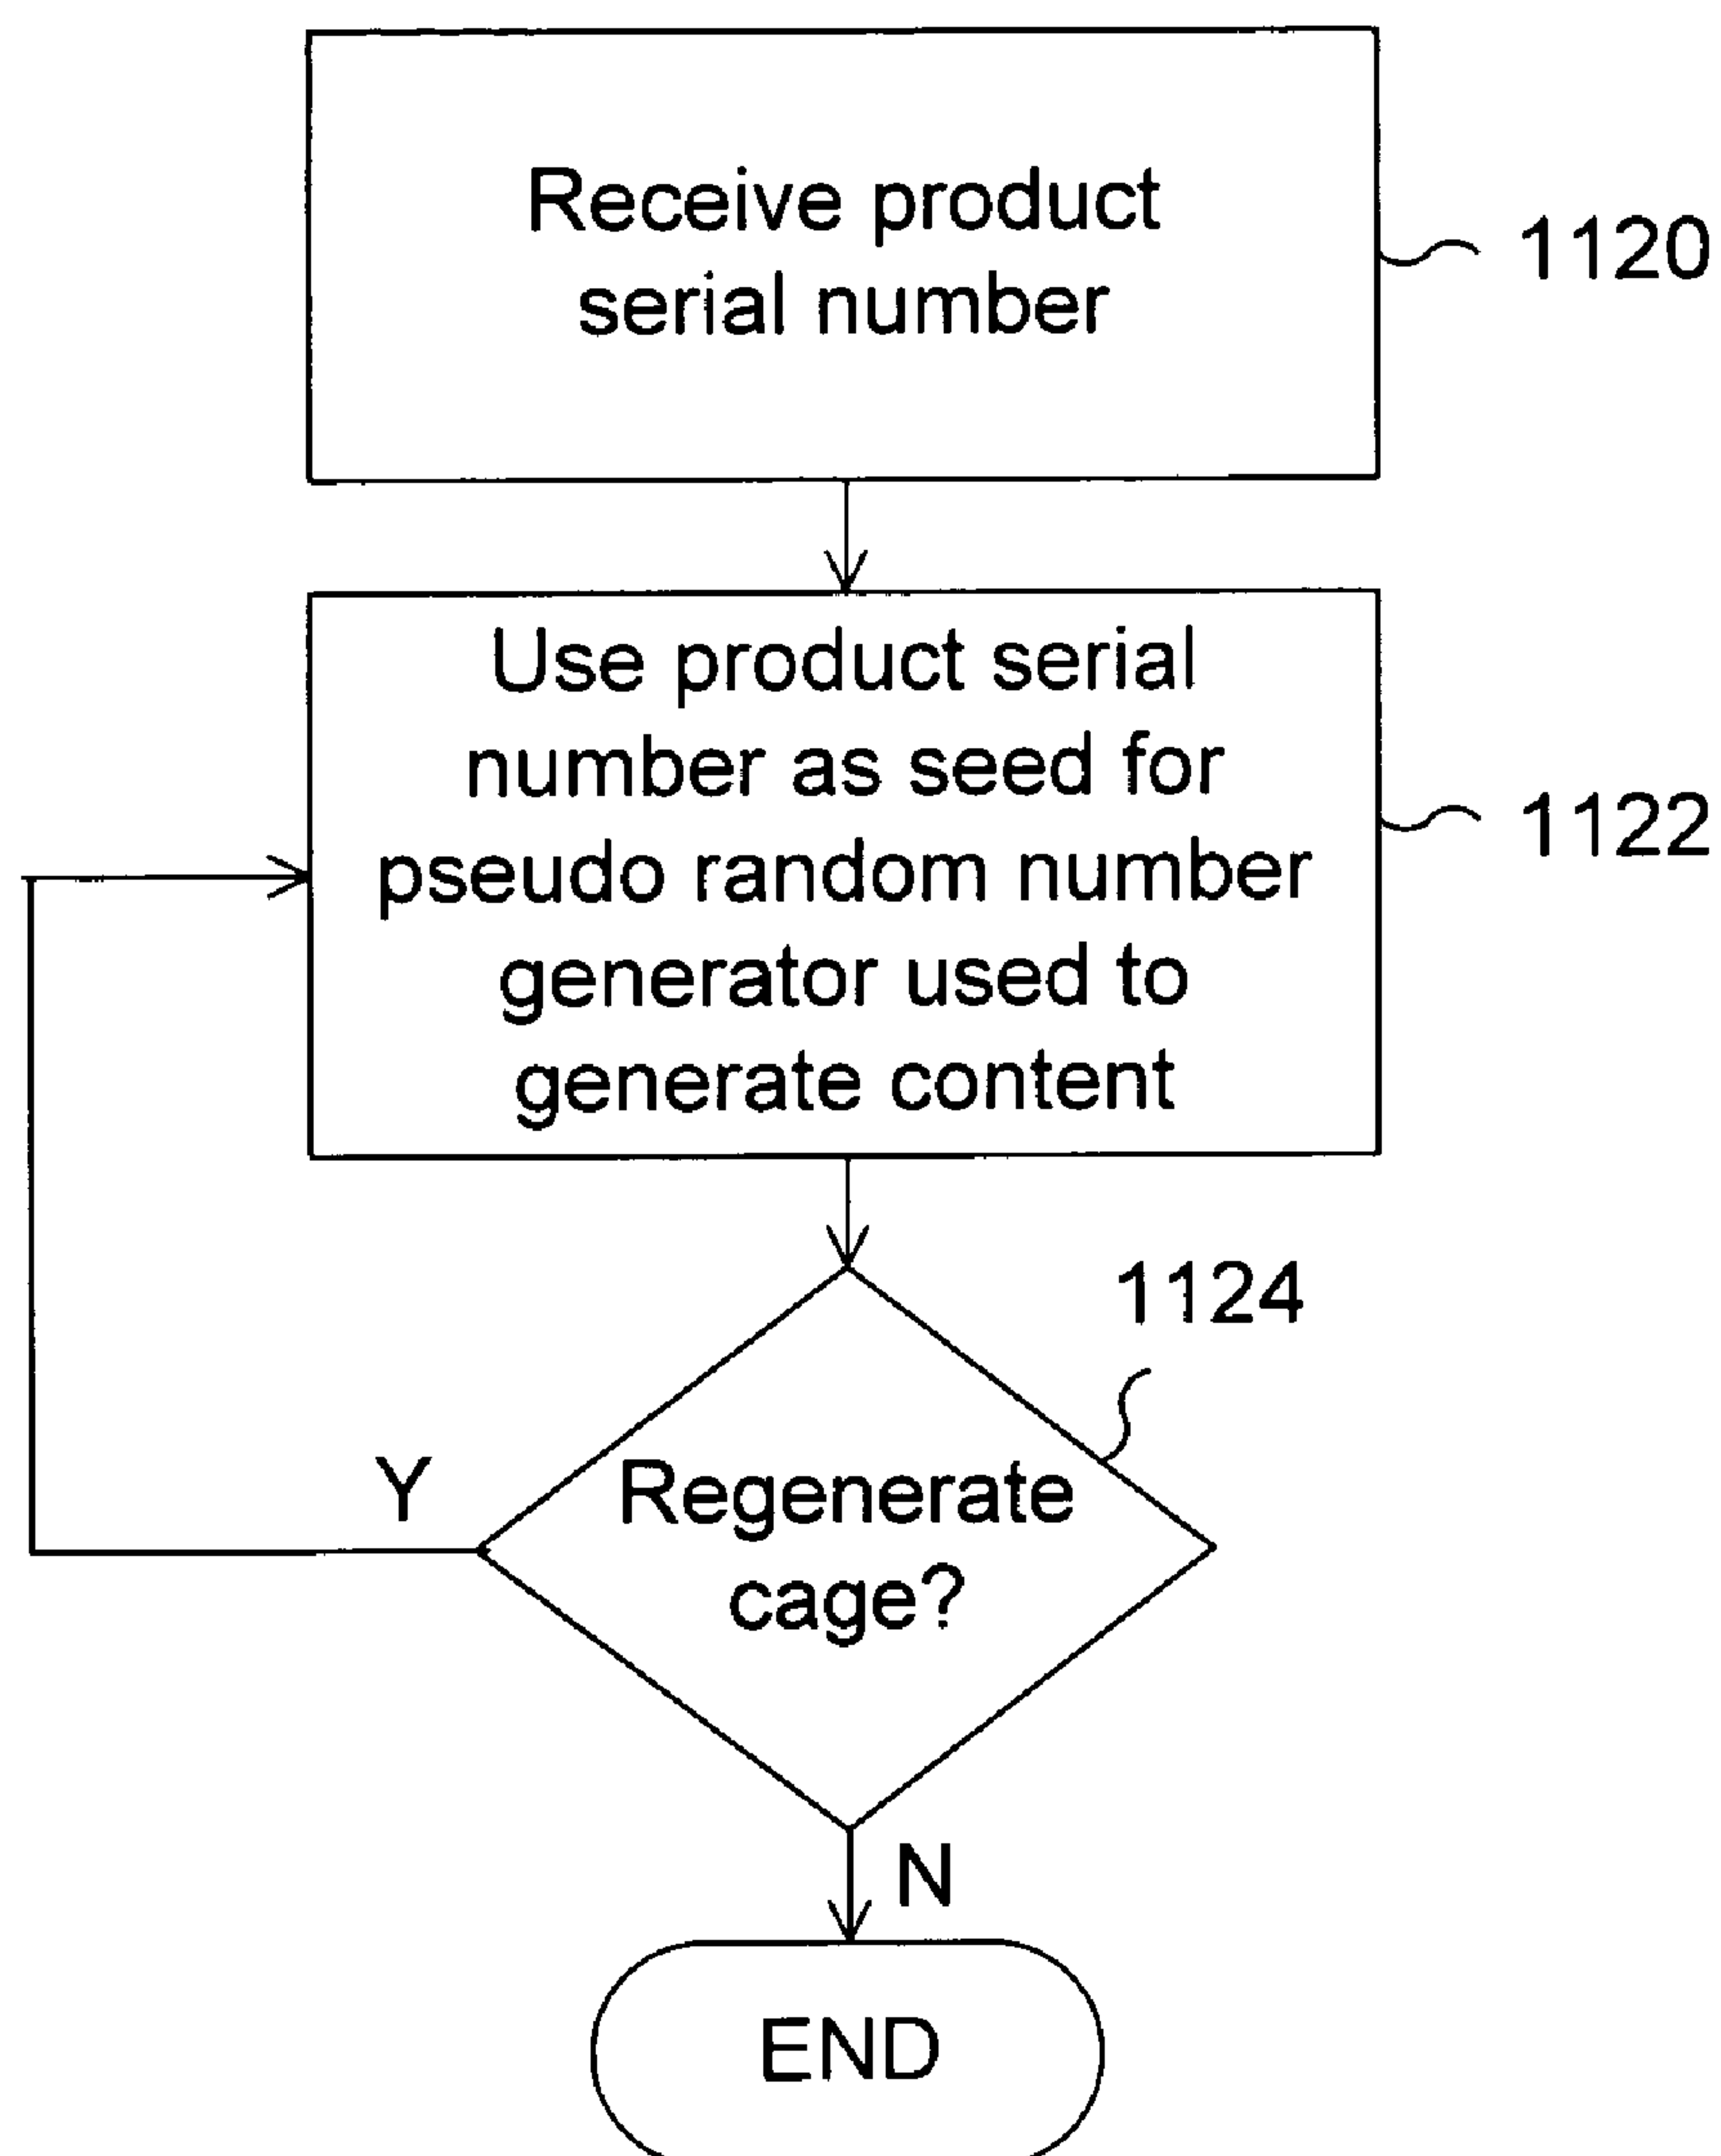 Receive product
serial number
1120
Use product serial
number as seed for
pseudo random number
generator used to
generate content
1122
1124
Regenerate
cage?
Y
N
END